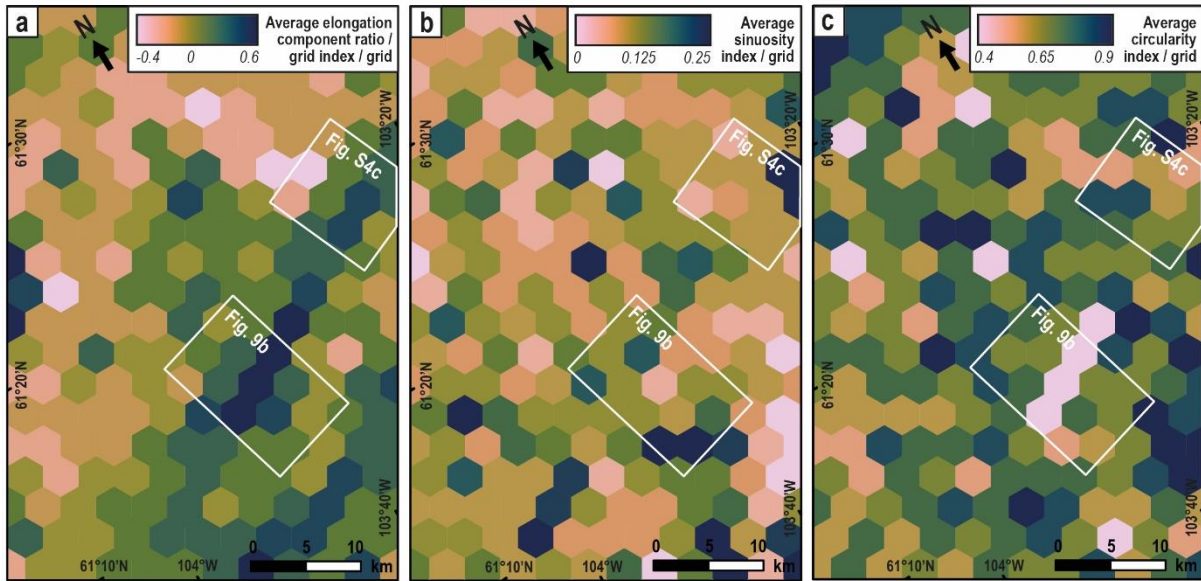 a
N
Average elongation
component ratio /
grid index / grid
-0.4 0 0.6
61°30'N
103°20'W
Fig. S4c
Fig. 9b
61°20'N
103°40'W
61°10'N
104°W
0 5 10
km
b
N
Average
sinuosity
index / grid
0 0.125 0.25
61°30'N
103°20'W
Fig. S4c
Fig. 9b
61°20'N
103°40'W
61°10'N
104°W
0 5 10
km
c
N
Average
circularity
index / grid
0.4 0.65 0.9
61°30'N
103°20'W
Fig. S4c
Fig. 9b
61°20'N
103°40'W
61°10'N
104°W
0 5 10
km